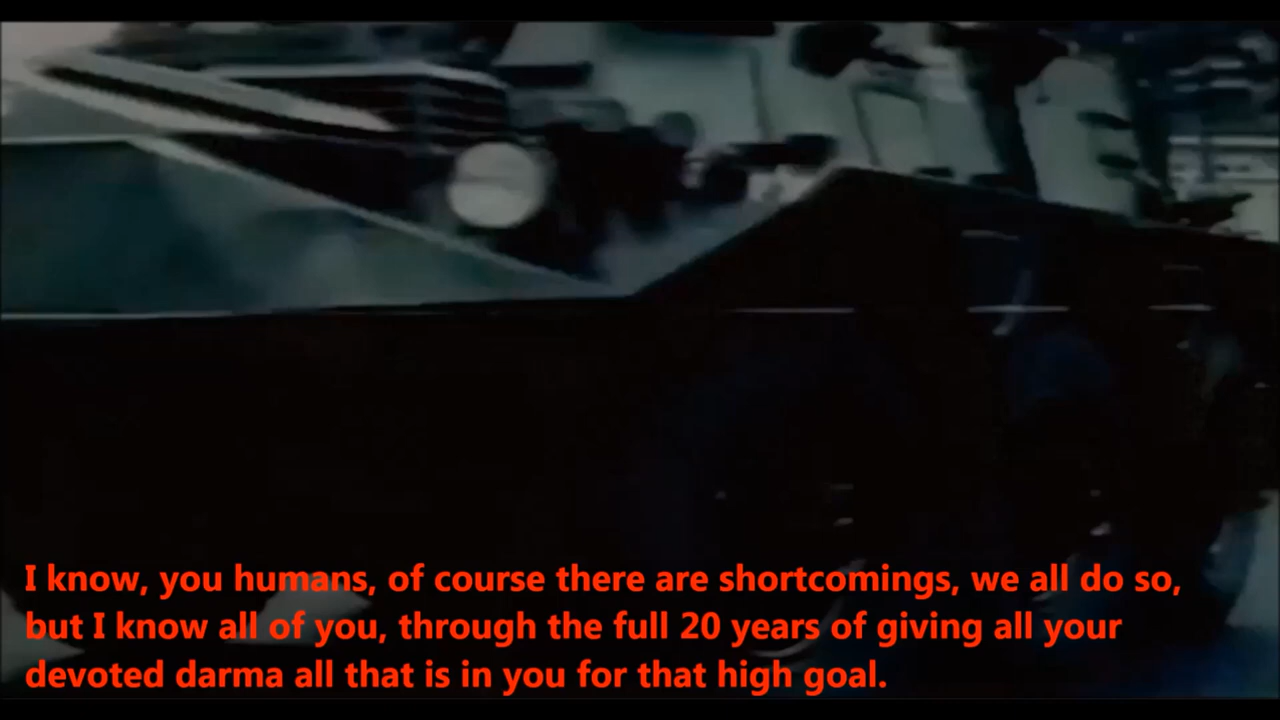 I know, you humans, of course there are shortcomings, we all do so,
but I know all of you, through the full 20 years of giving all your
devoted darma all that is in you for that high goal.